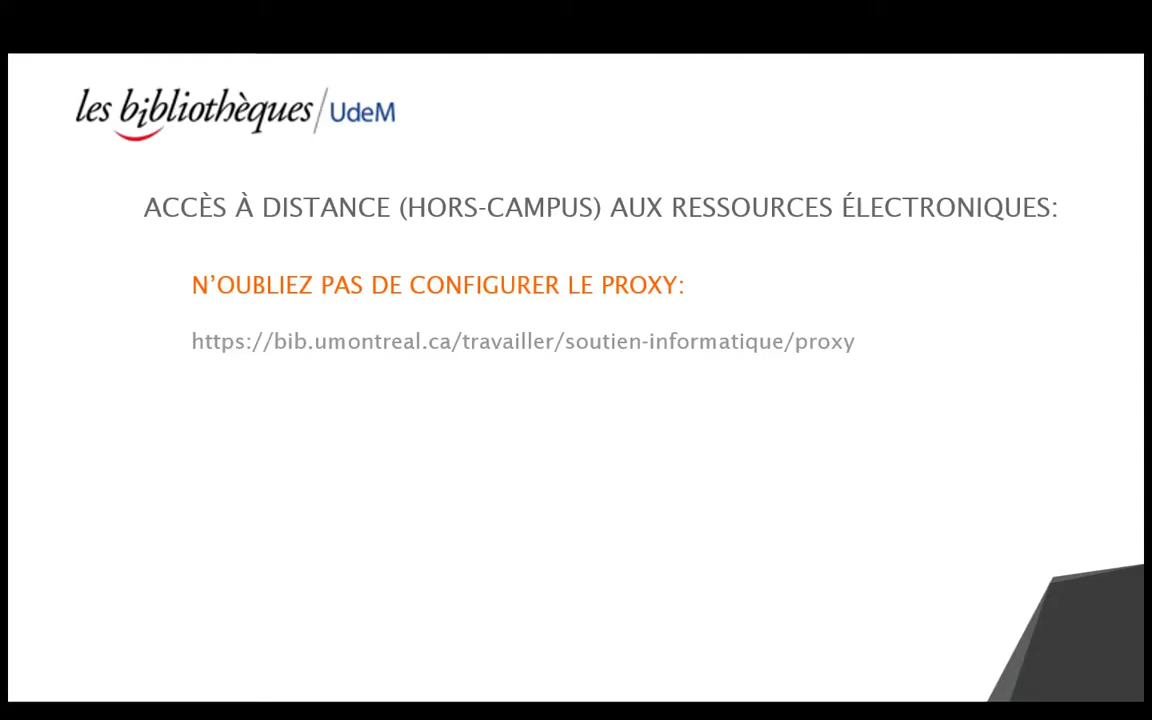 les bibliothèques/UdeM
ACCÈS À DISTANCE (HORS-CAMPUS) AUX RESSOURCES ÉLECTRONIQUES:
N’OUBLIEZ PAS DE CONFIGURER LE PROXY:
https://bib.umontreal.ca/travailler/soutien-informatique/proxy